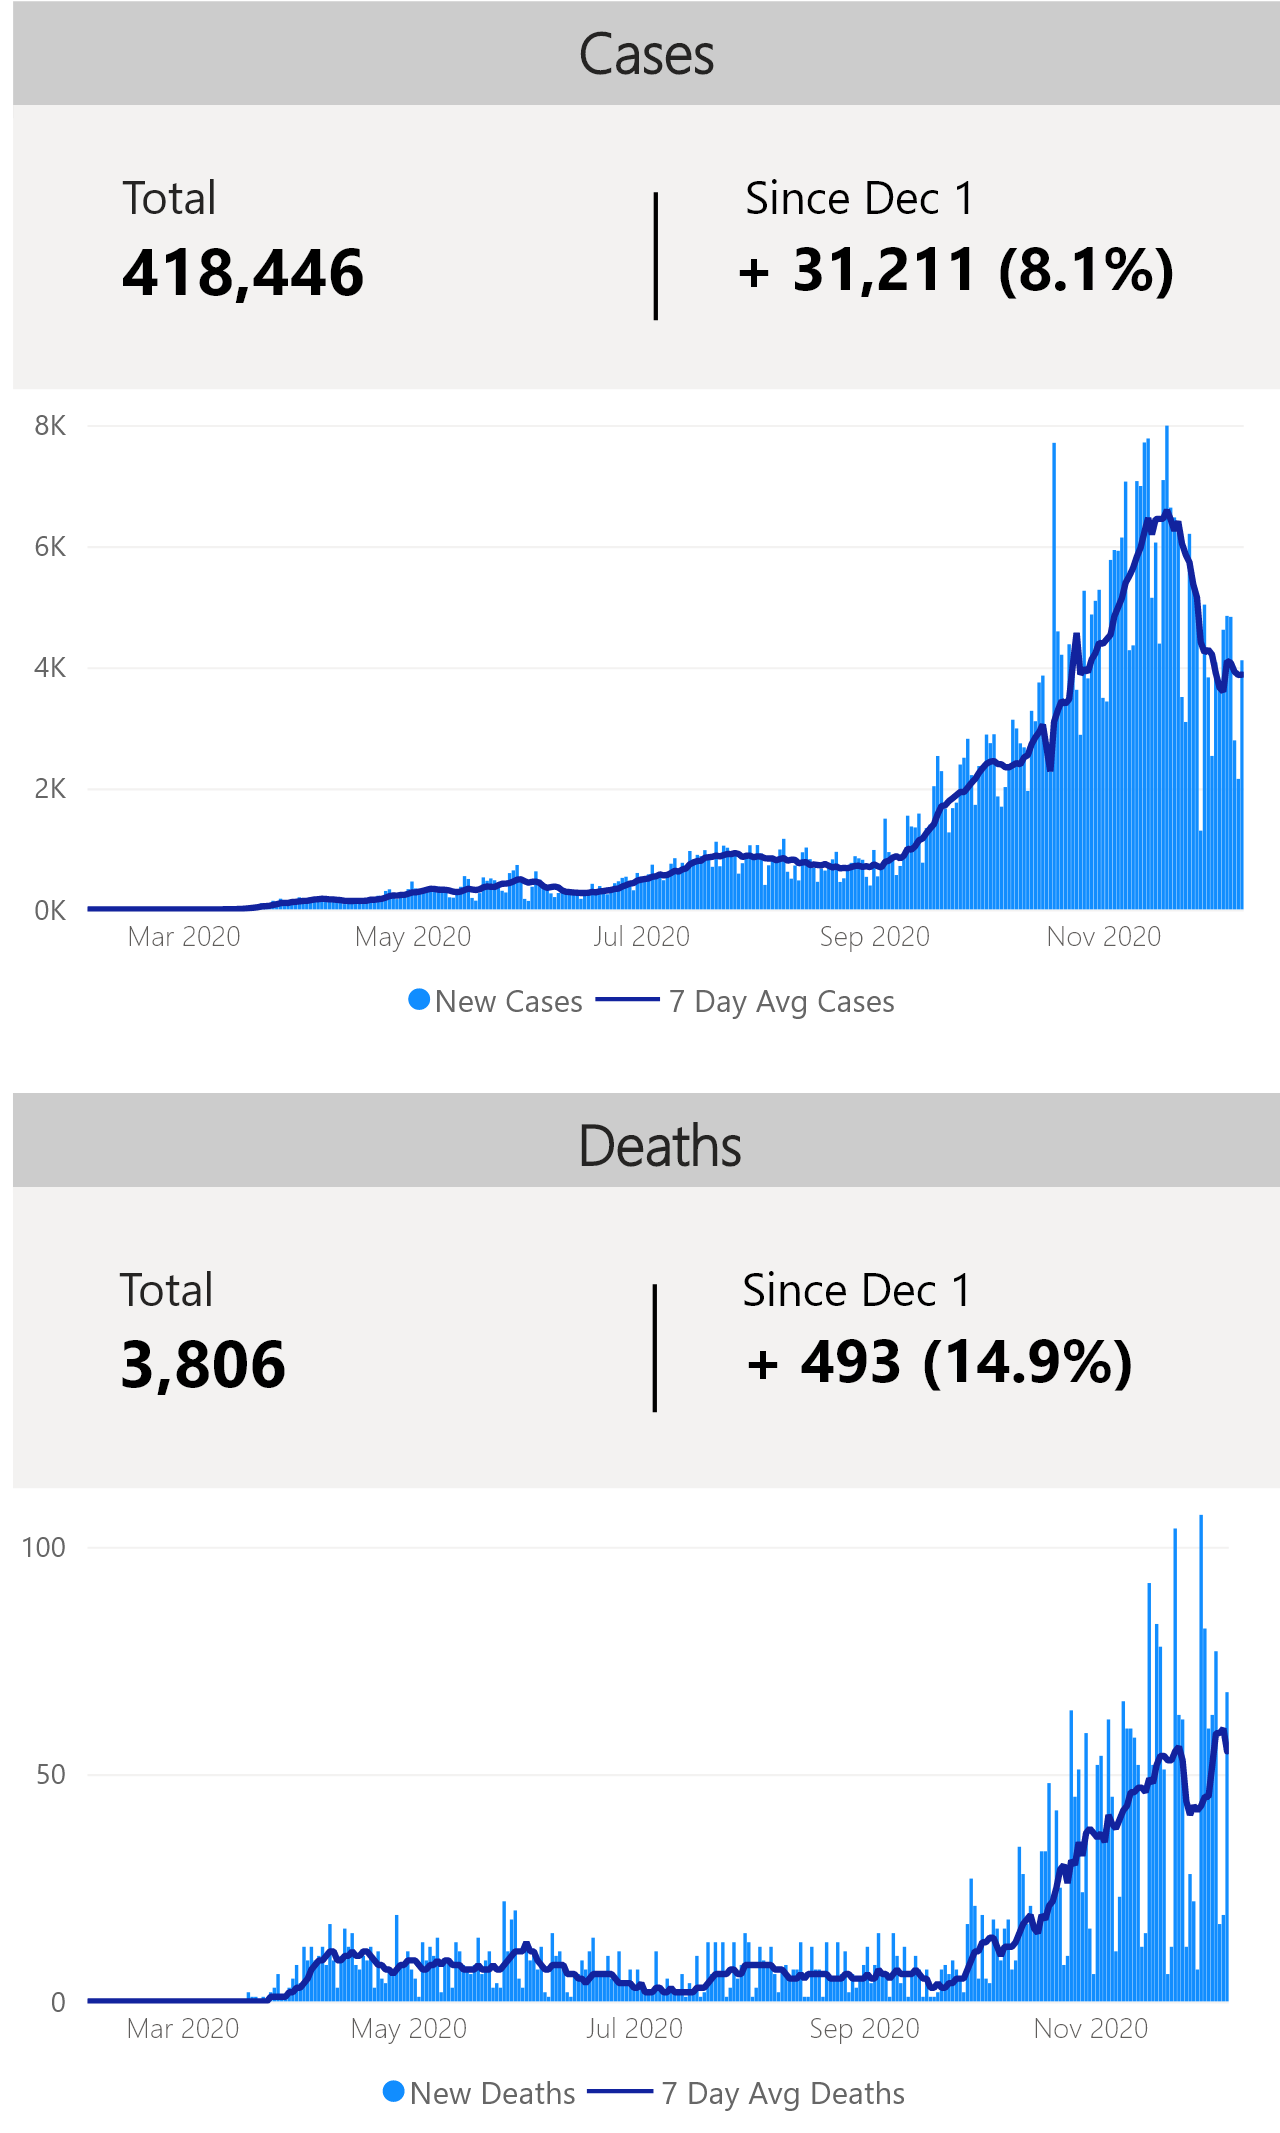 Cases
Total
Since Dec 1
418,446
+ 31,211 (8.1%)
8K
6K
4K
2K
0K
Mar 2020 May 2020 Jul 2020 Sep 2020 Nov 2020
New Cases 7 Day Avg Cases
Deaths
Total
Since Dec 1
3,806
+ 493 (14.9%)
100
50
0
Mar 2020 May 2020 Jul 2020 Sep 2020 Nov 2020
New Deaths 7 Day Avg Deaths